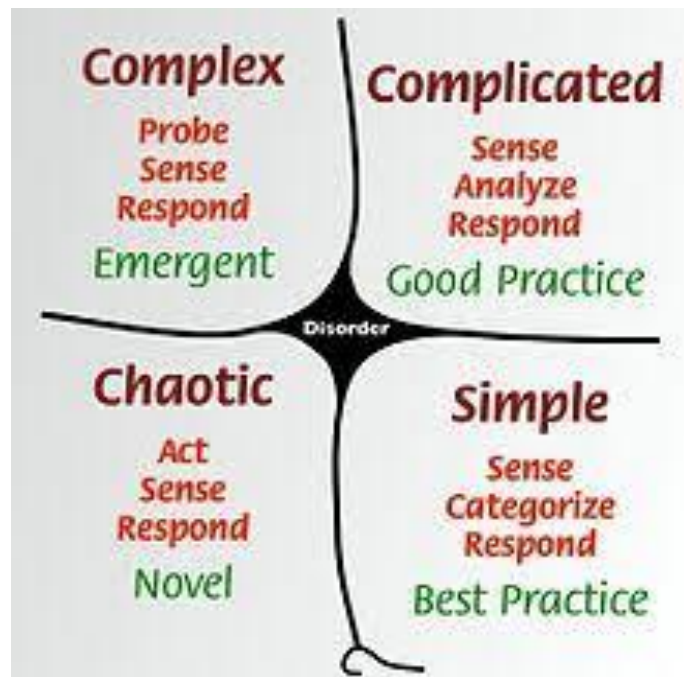 Complex
Probe
Sense
Respond
Emergent
Complicated
Sense
Analyze
Respond
Good Practice
Disorder
Chaotic
Act
Sense
Respond
Novel
Simple
Sense
Categorize
Respond
Best Practice